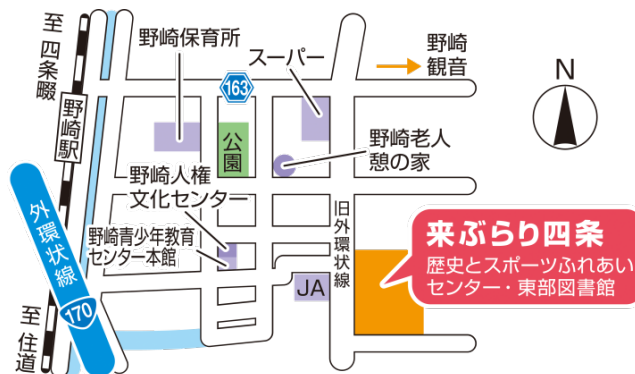 至 四条畷
野崎駅
至 住道
外環状線
170
野崎保育所
163
スーパー
野崎
観音
N
公園
野崎老人
憩の家
野崎人権
文化センター
野崎青少年教育
センター本館
旧外環状線
JA
来ぶらり四条
歴史とスポーツふれあい
センター・東部図書館